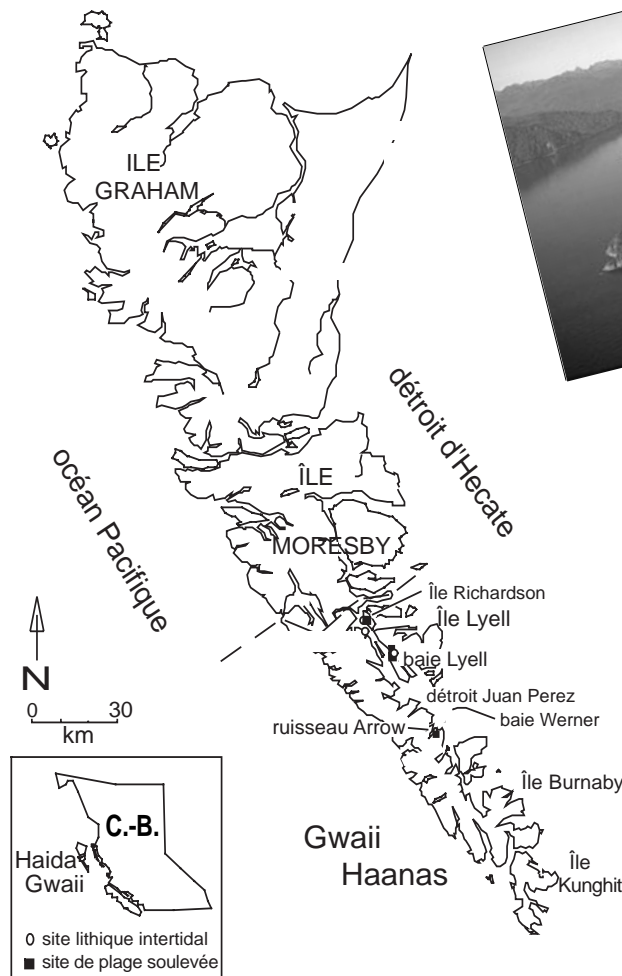 ILE
GRAHAM
détroit d'Hecate
océan Pacifique
ÎLE
MORESBY
Île Richardson
Île Lyell
baie Lyell
détroit Juan Perez
baie Werner
ruisseau Arrow
Île Burnaby
Gwaii
Haanas
Île
Kunghit
N
0 30
km
C.-B.
Haida
Gwaii
site lithique intertidal
site de plage soulevée